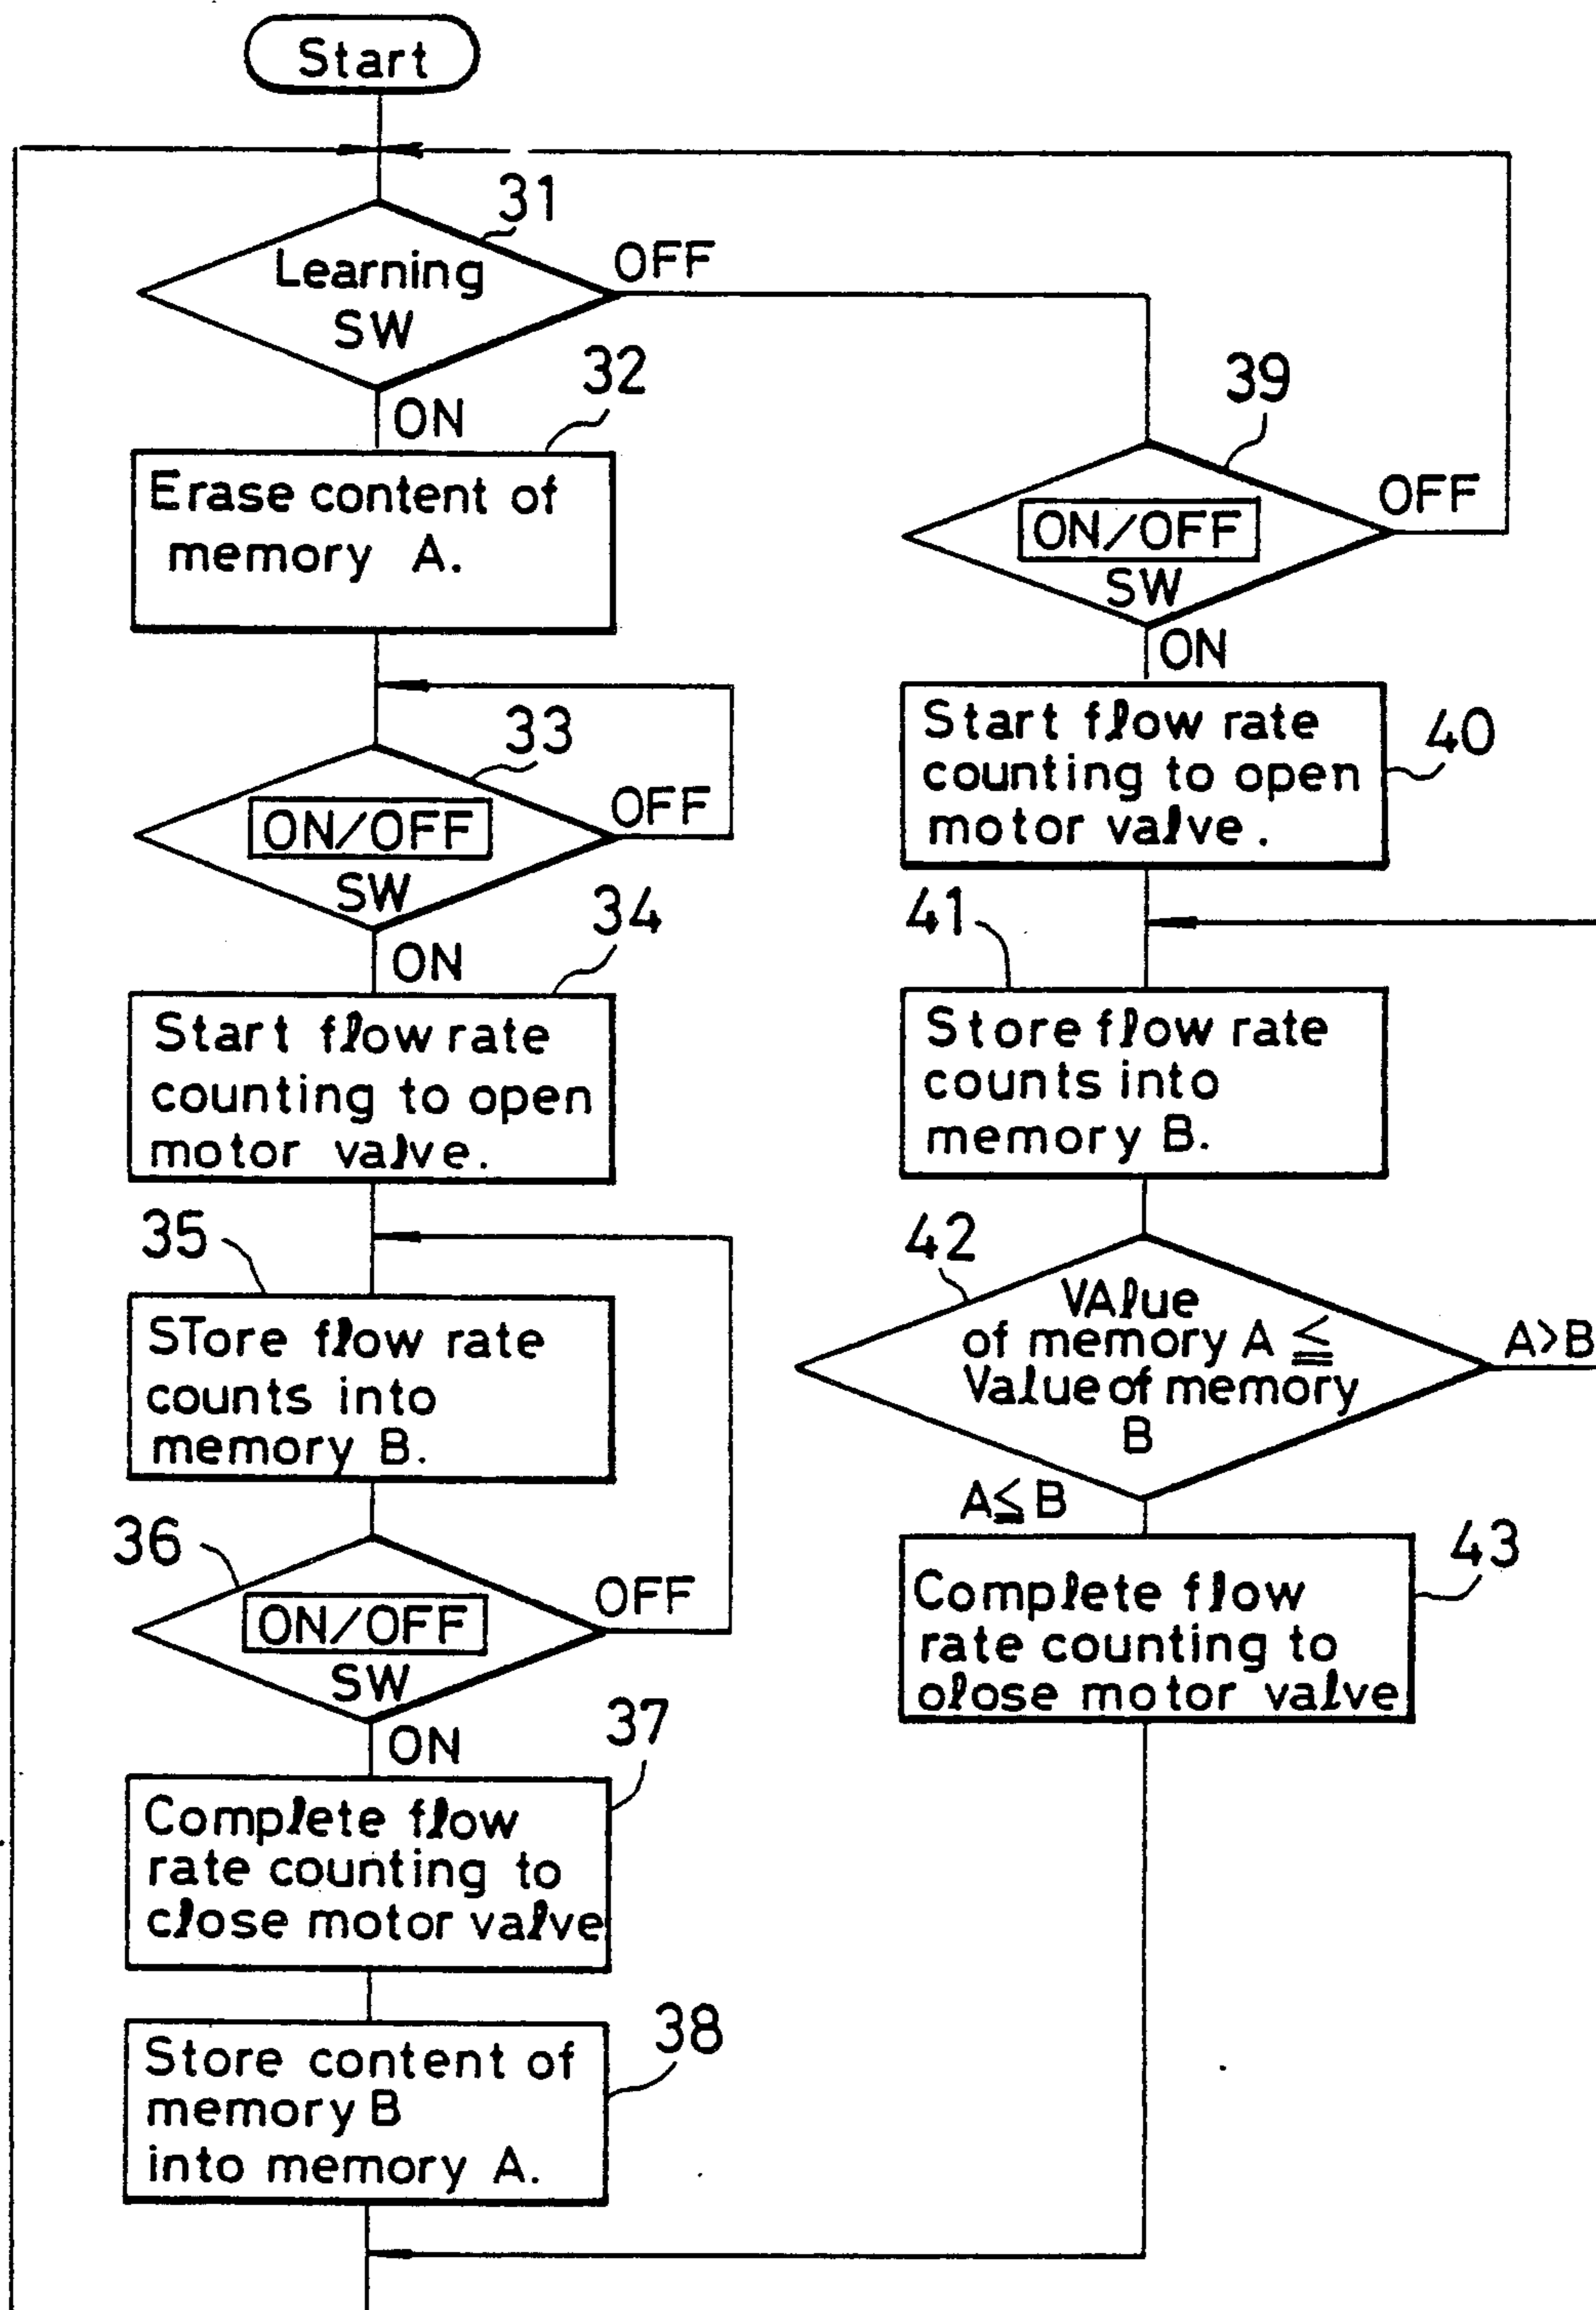 Start
31
Learning
SW
OFF
ON
32
Erase content of
memory A.
33
ON/OFF
SW
OFF
ON
34
Start flow rate
counting to open
motor valve.
35
STore flow rate
counts into
memory B.
36
ON/OFF
SW
OFF
ON
37
Complete flow
rate counting to
close motor valve
38
Store content of
memory B
into memory A.
39
ON/OFF
SW
OFF
ON
40
Start flow rate
counting to open
motor valve.
41
Store flow rate
counts into
memory B.
42
VAlue
of memory A ≦
Value of memory
B
A>B
A≦B
43
Complete flow
rate counting to
olose motor valve